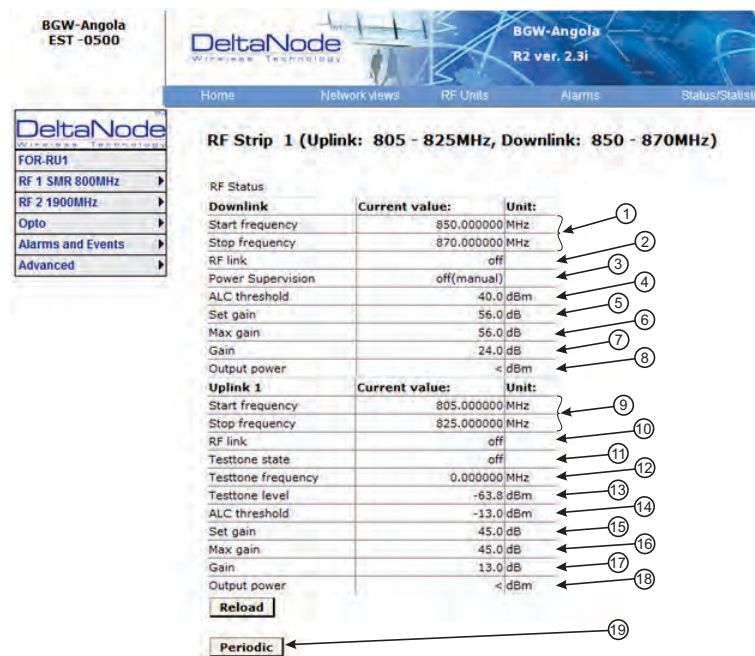 BGW-Angola
EST -0500
DeltaNode
Wireless Technology
BGW-Angola
R2 ver. 2.3i
Home Network views RF Units Alarms Status/Statisti
DeltaNode
Wireless Technology
FOR-RU1
RF 1 SMR 800MHz
RF 2 1900MHz
Opto
Alarms and Events
Advanced
RF Strip 1 (Uplink: 805 - 825MHz, Downlink: 850 - 870MHz)
RF Status
Downlink Current value: Unit:
Start frequency 850.000000 MHz
1
Stop frequency 870.000000 MHz
RF link off 2
Power Supervision off(manual) 3
ALC threshold 40.0 dBm 4
Set gain 56.0 dB 5
Max gain 56.0 dB 6
Gain 24.0 dB 7
Output power < dBm 8
Uplink 1 Current value: Unit:
Start frequency 805.000000 MHz
9
Stop frequency 825.000000 MHz
RF link off 10
Testtone state off 11
Testtone frequency 0.000000 MHz 12
Testtone level -63.8 dBm 13
ALC threshold -13.0 dBm 14
Set gain 45.0 dB 15
Max gain 45.0 dB 16
Gain 13.0 dB 17
Output power < dBm 18
Reload
Periodic 19